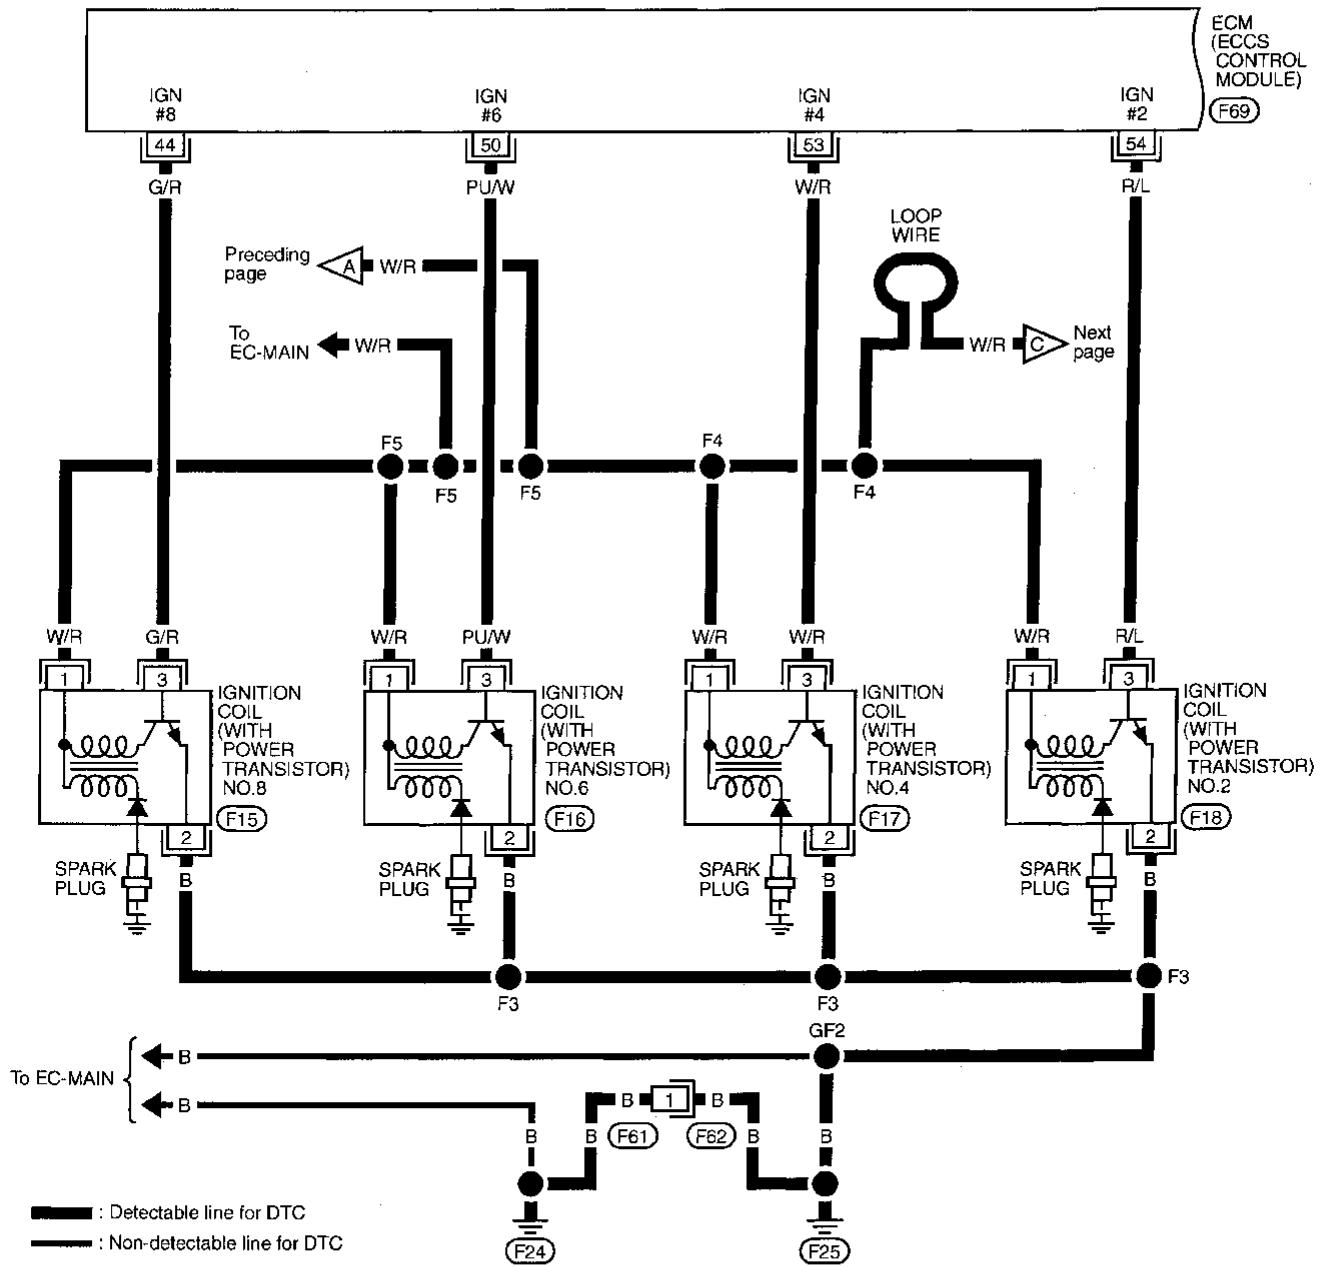 ECM
(ECCS
CONTROL
MODULE)
F69
IGN
#8
IGN
#6
IGN
#4
IGN
#2
44
50
53
54
G/R
PU/W
W/R
R/L
LOOP
WIRE
Preceding
page
A
W/R
To
EC-MAIN
W/R
W/R
C
Next
page
F5
F4
F5
F5
F4
W/R
G/R
W/R
PU/W
W/R
W/R
W/R
R/L
1
3
1
3
1
3
1
3
IGNITION
COIL
(WITH
POWER
TRANSISTOR)
NO.8
F15
IGNITION
COIL
(WITH
POWER
TRANSISTOR)
NO.6
F16
IGNITION
COIL
(WITH
POWER
TRANSISTOR)
NO.4
F17
IGNITION
COIL
(WITH
POWER
TRANSISTOR)
NO.2
F18
2
2
2
2
SPARK
PLUG
B
SPARK
PLUG
B
SPARK
PLUG
B
SPARK
PLUG
B
F3
F3
F3
GF2
To EC-MAIN
B
B
B
1
B
F61
F62
B
B
B
B
F24
F25
: Detectable line for DTC
: Non-detectable line for DTC